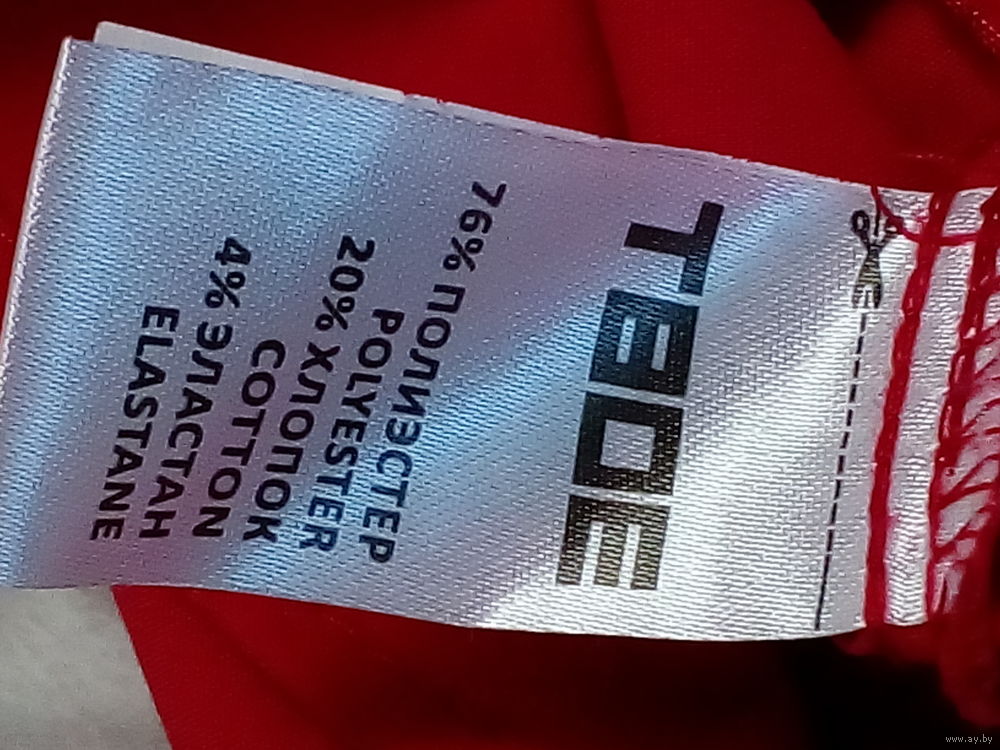 ТВОЕ
76% ПОЛИЭСТЕР
POLYESTER
20% ХЛОПОК
COTTON
4% ЭЛАСТАН
ELASTANE
www.ay.by